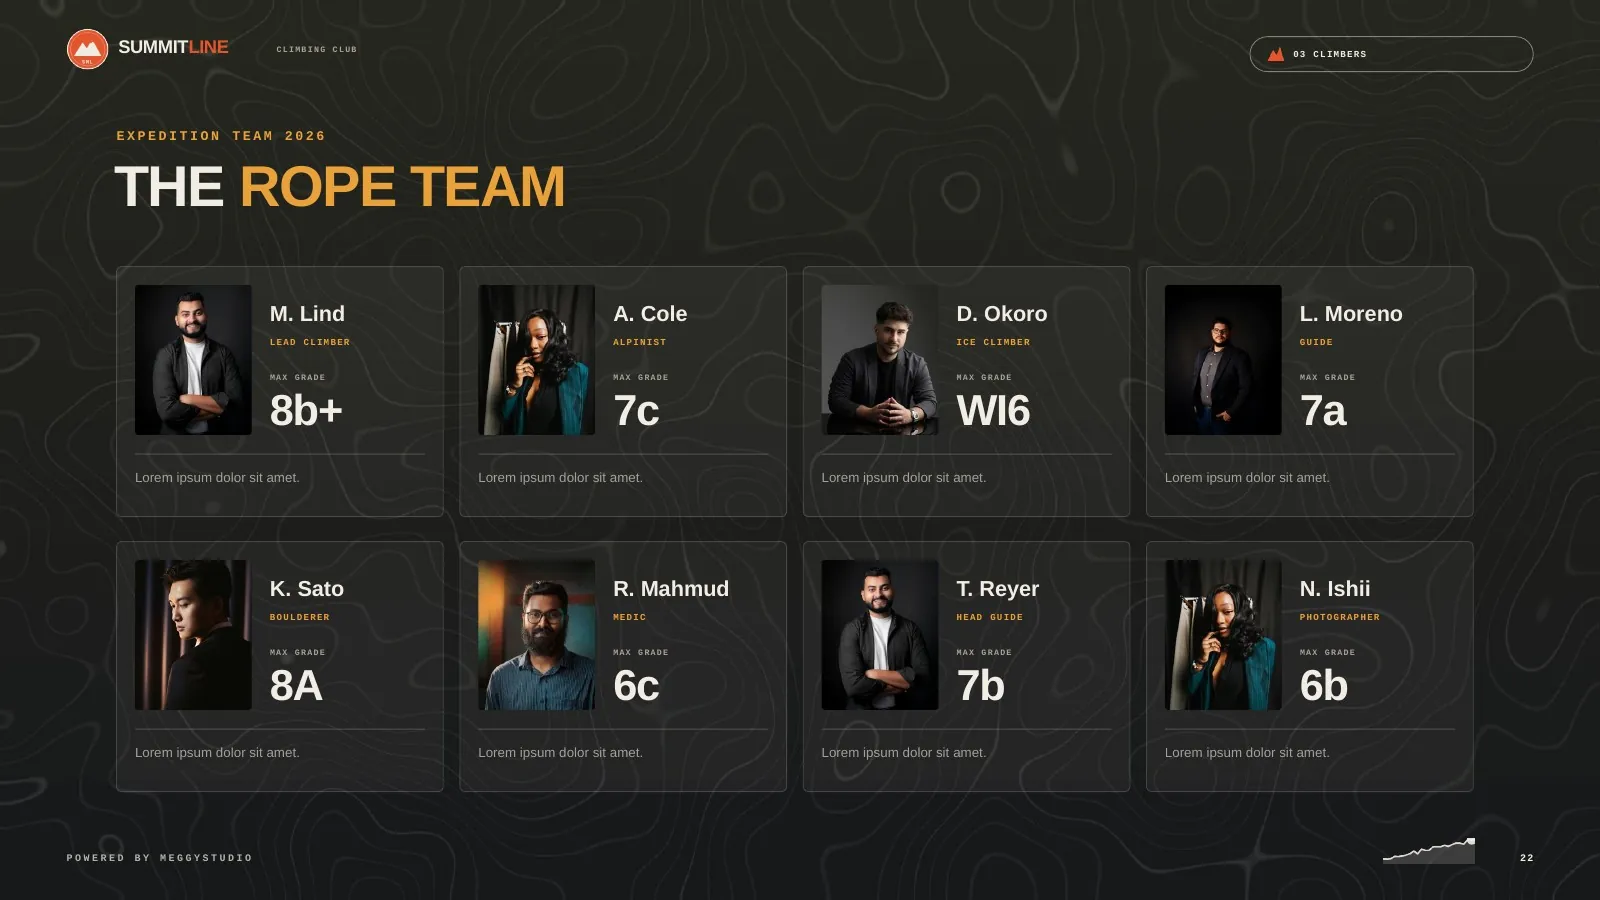 SUMMITLINE
SML
CLIMBING CLUB
03 CLIMBERS
EXPEDITION TEAM 2026
THE ROPE TEAM
M. Lind
LEAD CLIMBER
MAX GRADE
8b+
Lorem ipsum dolor sit amet.
A. Cole
ALPINIST
MAX GRADE
7c
Lorem ipsum dolor sit amet.
D. Okoro
ICE CLIMBER
MAX GRADE
WI6
Lorem ipsum dolor sit amet.
L. Moreno
GUIDE
MAX GRADE
7a
Lorem ipsum dolor sit amet.
K. Sato
BOULDERER
MAX GRADE
8A
Lorem ipsum dolor sit amet.
R. Mahmud
MEDIC
MAX GRADE
6c
Lorem ipsum dolor sit amet.
T. Reyer
HEAD GUIDE
MAX GRADE
7b
Lorem ipsum dolor sit amet.
N. Ishii
PHOTOGRAPHER
MAX GRADE
6b
Lorem ipsum dolor sit amet.
POWERED BY MEGGYSTUDIO
22